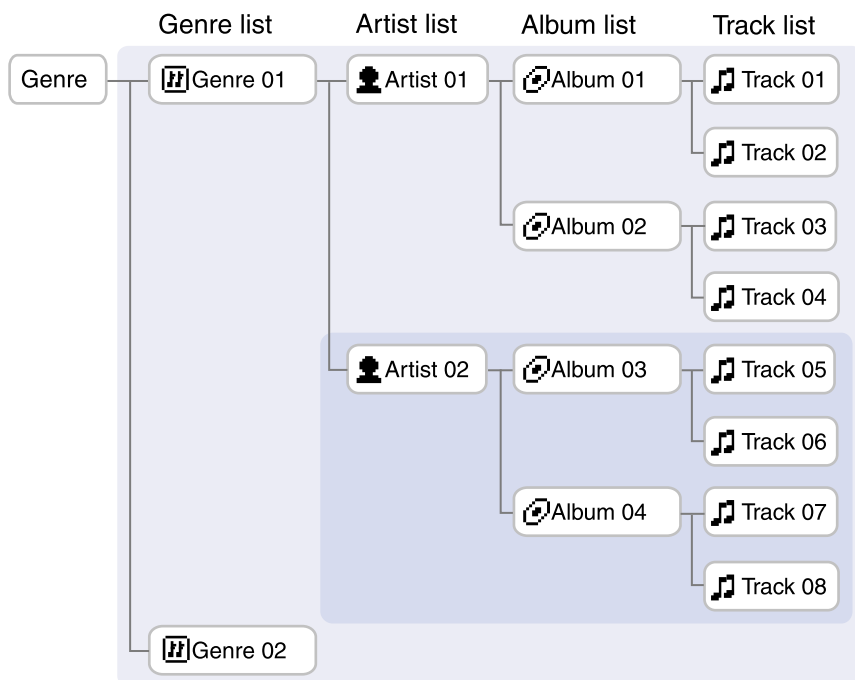 Genre list Artist list Album list Track list
Genre Genre 01 Artist 01 Album 01 Track 01
Track 02
Album 02 Track 03
Track 04
Artist 02 Album 03 Track 05
Track 06
Album 04 Track 07
Track 08
Genre 02